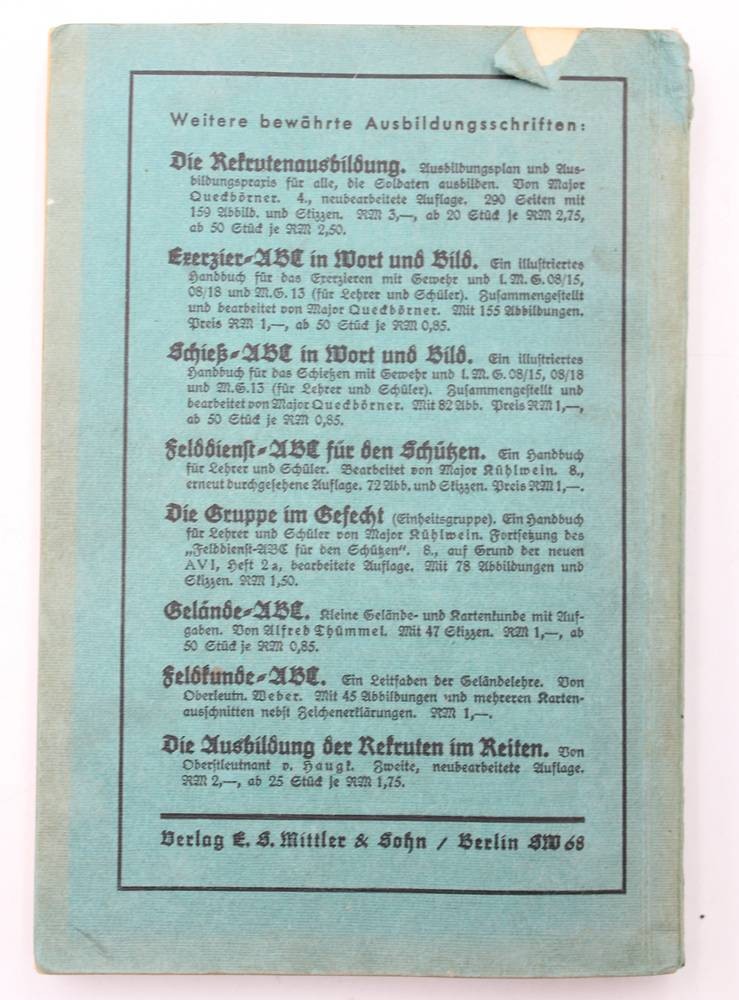 Weitere bewährte Ausbildungsschriften:
Die Rekrutenausbildung. Ausbildungsplan und Aus-
bildungspraxis für alle, die Soldaten ausbilden. Von Major
Queckbörner. 4., neubearbeitete Auflage. 290 Seiten mit
159 Abbild. und Skizzen. RM 3,—, ab 20 Stück je RM 2,75,
ab 50 Stück je RM 2,50.
Exerzier-ABC in Wort und Bild. Ein illustriertes
Handbuch für das Exerzieren mit Gewehr und l. M. G. 08/15,
08/18 und M. G. 13 (für Lehrer und Schüler). Zusammengestellt
und bearbeitet von Major Queckbörner. Mit 155 Abbildungen.
Preis RM 1,—, ab 50 Stück je RM 0,85.
Schieß-ABC in Wort und Bild. Ein illustriertes
Handbuch für das Schießen mit Gewehr und l. M. G. 08/15, 08/18
und M. G. 13 (für Lehrer und Schüler). Zusammengestellt und
bearbeitet von Major Queckbörner. Mit 82 Abb. Preis RM 1,—,
ab 50 Stück je RM 0,85.
Felddienst-ABC für den Schützen. Ein Handbuch
für Lehrer und Schüler. Bearbeitet von Major Kühlwein. 8.,
erneut durchgesehene Auflage. 72 Abb. und Skizzen. Preis RM 1,—.
Die Gruppe im Gefecht (Einheitsgruppe). Ein Handbuch
für Lehrer und Schüler von Major Kühlwein. Fortsetzung des
„Felddienst-ABC für den Schützen“. 8., auf Grund der neuen
AVI, Heft 2a, bearbeitete Auflage. Mit 78 Abbildungen und
Skizzen. RM 1,50.
Gelände-ABC. Kleine Gelände- und Kartenkunde mit Auf-
gaben. Von Alfred Thümmel. Mit 47 Skizzen. RM 1,—, ab
50 Stück je RM 0,85.
Feldkunde-ABC. Ein Leitfaden der Geländelehre. Von
Oberleutn. Weber. Mit 45 Abbildungen und mehreren Karten-
ausschnitten nebst Zeichenerklärungen. RM 1,—.
Die Ausbildung der Rekruten im Reiten. Von
Oberstleutnant v. Haugk. Zweite, neubearbeitete Auflage.
RM 2,—, ab 25 Stück je RM 1,75.
Verlag E. S. Mittler & Sohn / Berlin SW 68